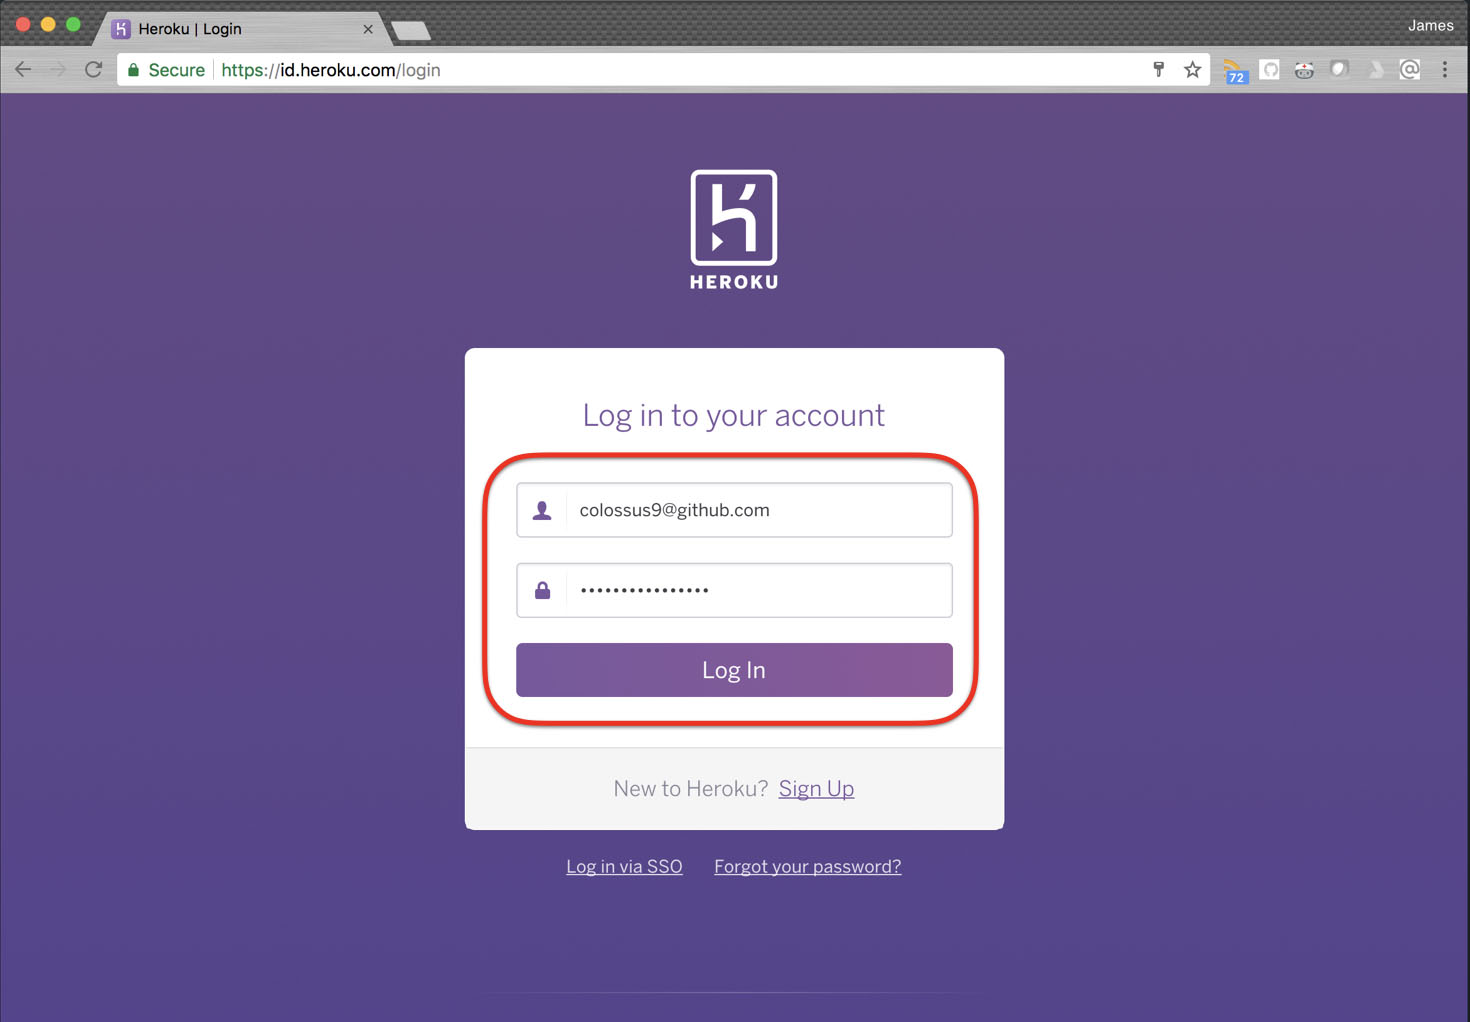 Heroku | Login
James
Secure https://id.heroku.com/login
72
HEROKU
Log in to your account
colossus9@github.com
••••••••••••••••
Log In
New to Heroku? Sign Up
Log in via SSO Forgot your password?